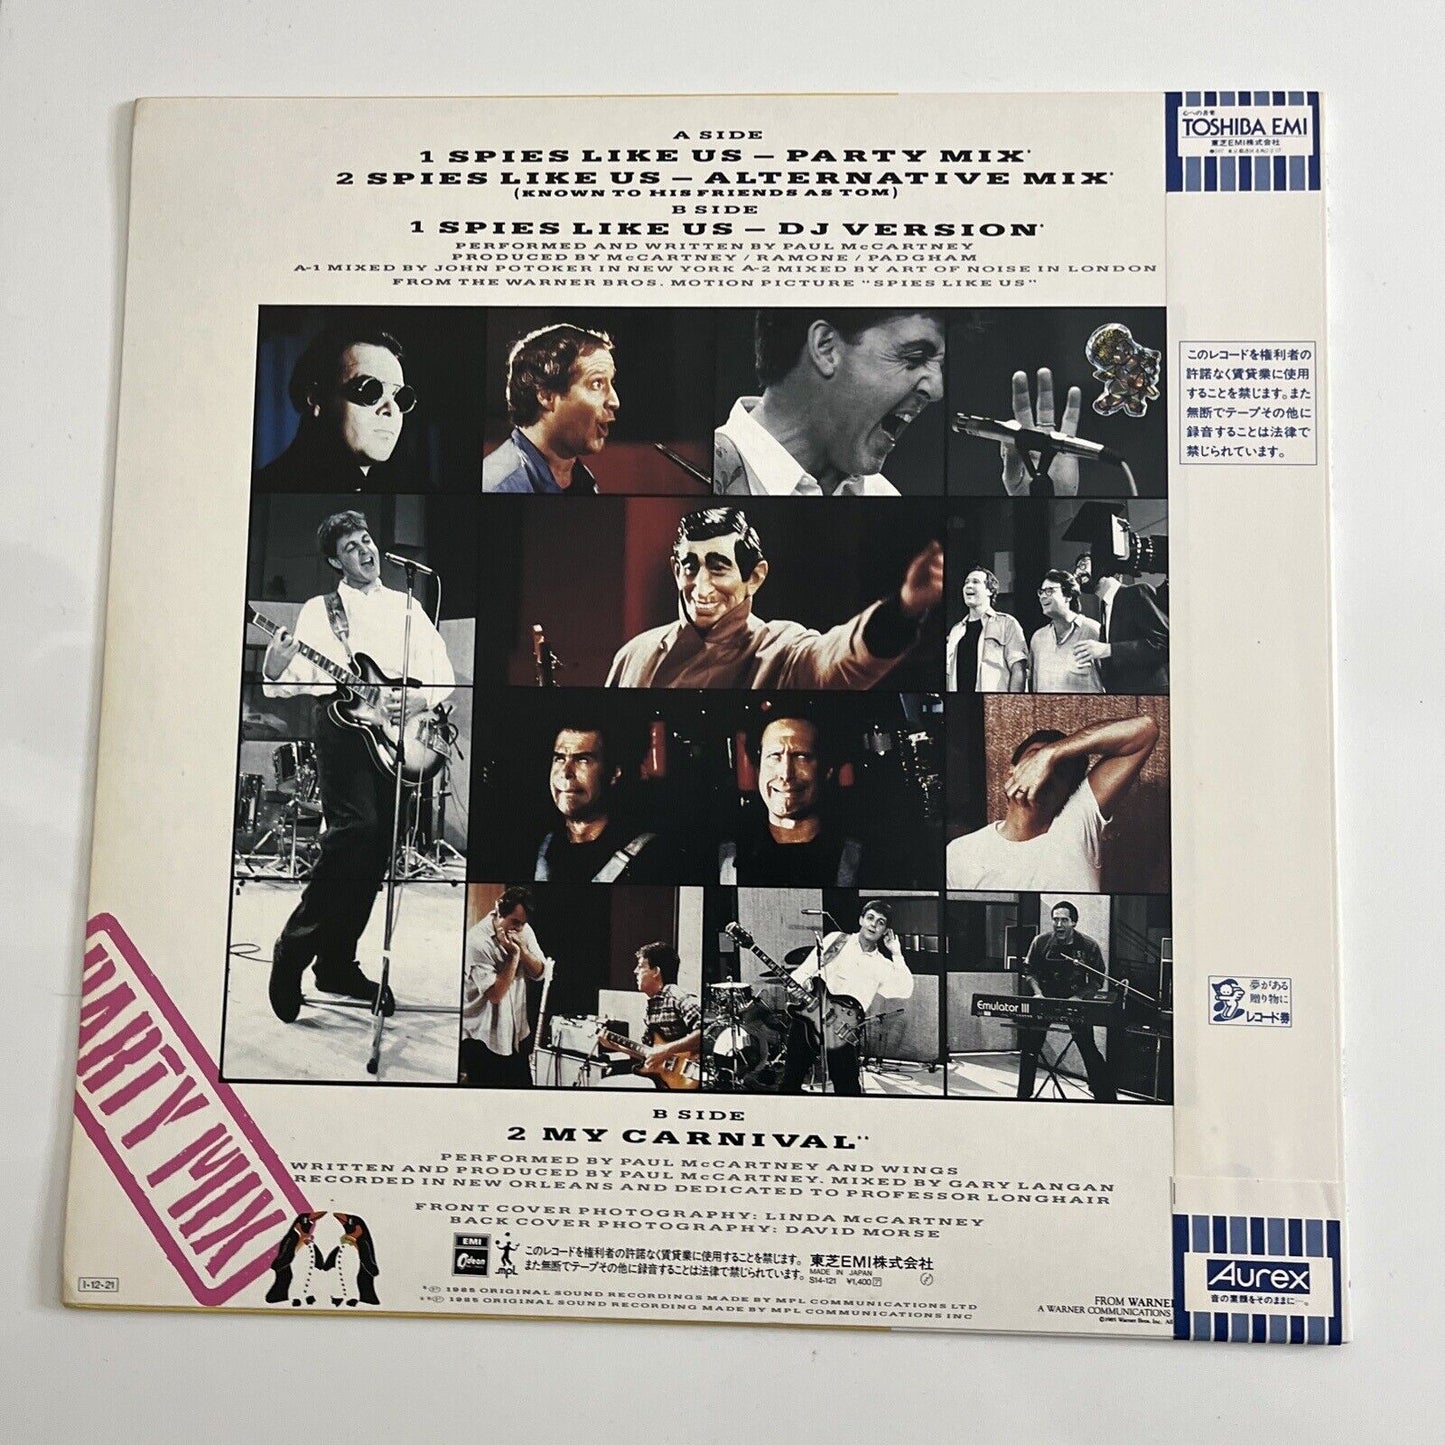 A SIDE
1 SPIES LIKE US – PARTY MIX*
2 SPIES LIKE US – ALTERNATIVE MIX*
(KNOWN TO HIS FRIENDS AS TOM)
B SIDE
1 SPIES LIKE US – DJ VERSION*
PERFORMED AND WRITTEN BY PAUL McCARTNEY
PRODUCED BY McCARTNEY / RAMONE / PADGHAM
A-1 MIXED BY JOHN POTOKER IN NEW YORK A-2 MIXED BY ART OF NOISE IN LONDON
FROM THE WARNER BROS. MOTION PICTURE "SPIES LIKE US"
心への音楽
TOSHIBA EMI
東芝EMI株式会社
このレコードを権利者の
許諾なく賃貸業に使用
することを禁じます。また
無断でテープその他に
録音することは法律で
禁じられています。
Emulator III
夢がある
贈り物に
レコード券
PARTY MIX
B SIDE
2 MY CARNIVAL**
PERFORMED BY PAUL McCARTNEY AND WINGS
WRITTEN AND PRODUCED BY PAUL McCARTNEY. MIXED BY GARY LANGAN
RECORDED IN NEW ORLEANS AND DEDICATED TO PROFESSOR LONGHAIR
FRONT COVER PHOTOGRAPHY: LINDA McCARTNEY
BACK COVER PHOTOGRAPHY: DAVID MORSE
EMI
Odeon
MPL
このレコードを権利者の許諾なく賃貸業に使用することを禁じます。
また無断でテープその他に録音することは法律で禁じられています。
東芝EMI株式会社
MADE IN JAPAN
S14-121 ¥1,400
I-12-21
*℗ 1985 ORIGINAL SOUND RECORDINGS MADE BY MPL COMMUNICATIONS LTD
**℗ 1985 ORIGINAL SOUND RECORDING MADE BY MPL COMMUNICATIONS INC
FROM WARNE
A WARNER COMMUNICATIONS
©1985 Warner Bros. Inc. All
Aurex
音の素顔をそのままに…。